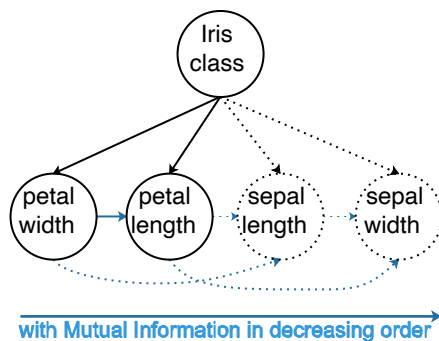 Iris
class
petal
width
petal
length
sepal
length
sepal
width
with Mutual Information in decreasing order